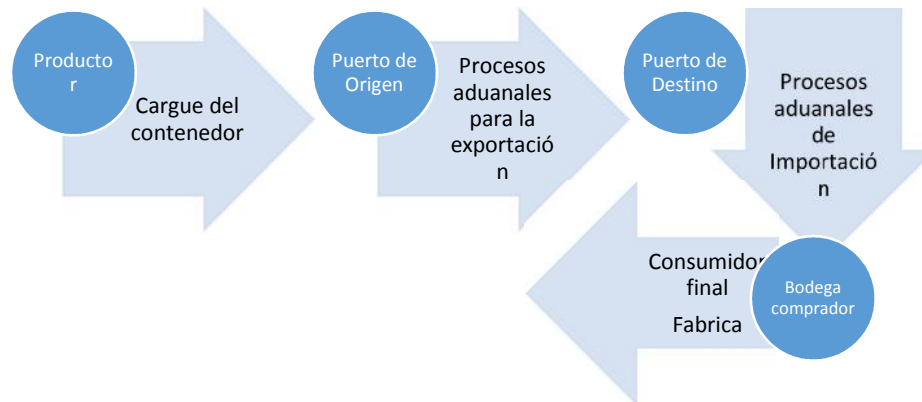 Producto
r
Cargue del
contenedor
Puerto de
Origen
Procesos
aduanales
para la
exportació
n
Puerto de
Destino
Procesos
aduanales
de
Importació
n
Bodega
comprador
Consumidor
final
Fabrica